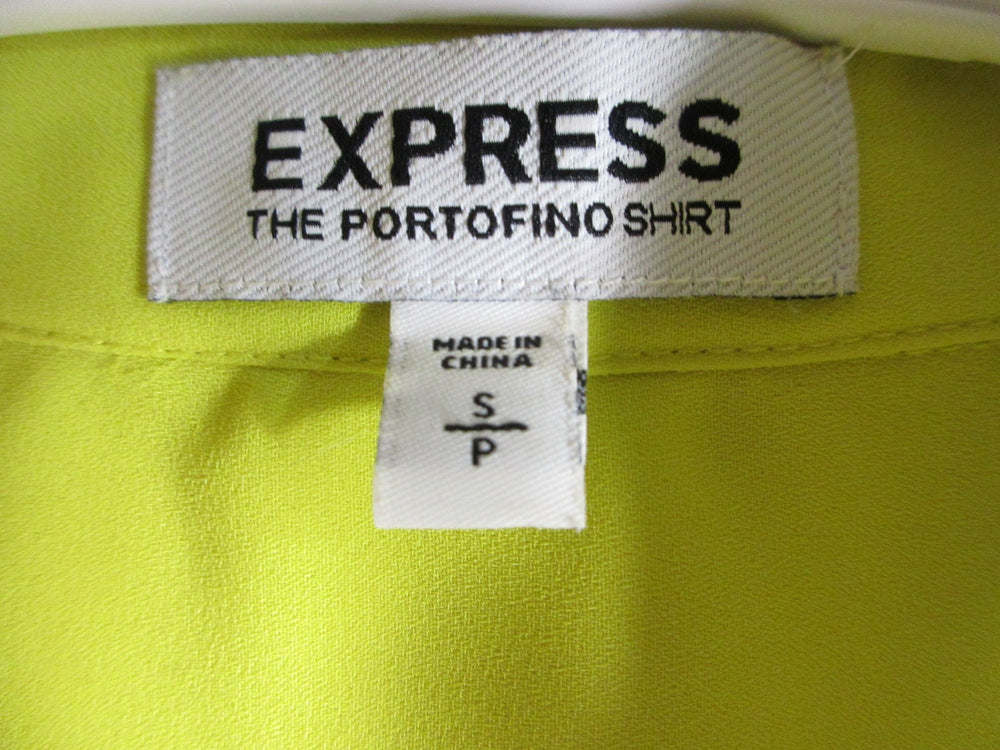 EXPRESS
THE PORTOFINO SHIRT
MADE IN
CHINA
S
P